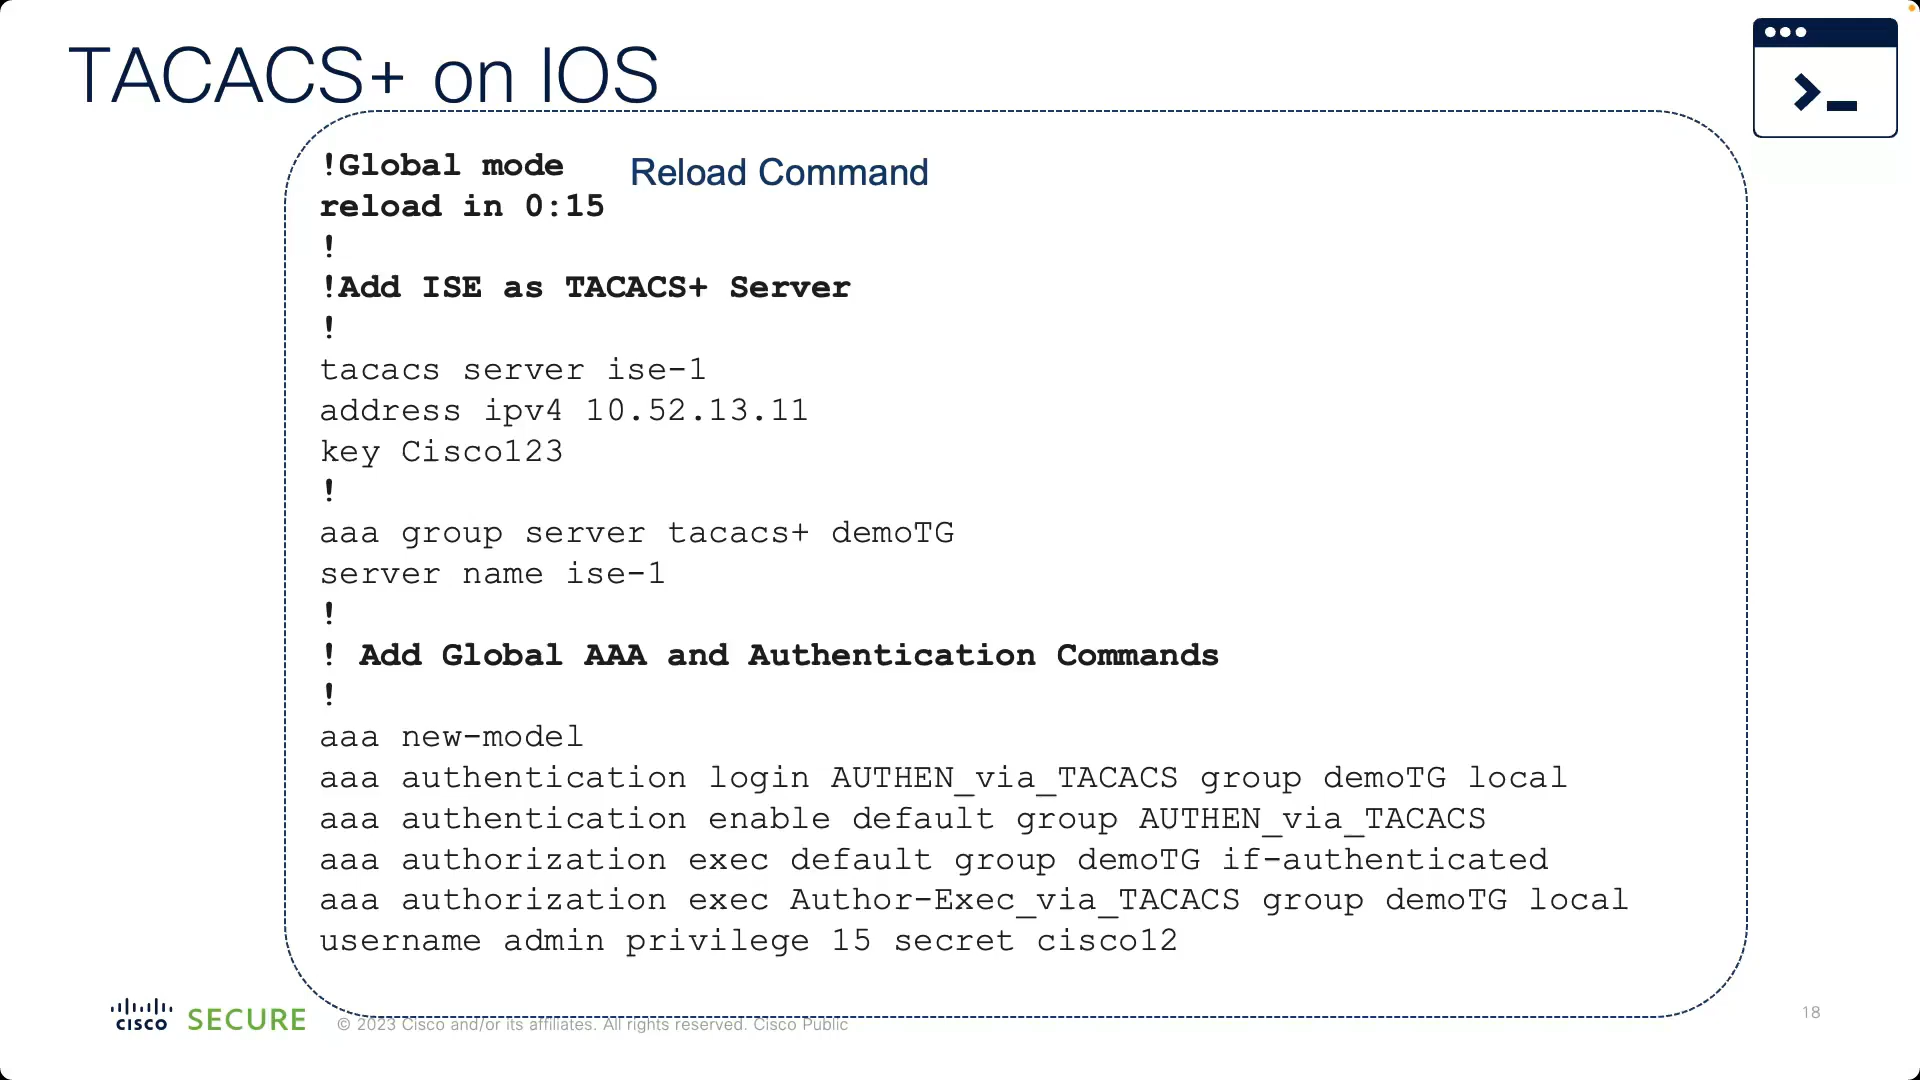 TACACS+ on IOS
!Global mode
Reload Command
reload in 0:15
!
!Add ISE as TACACS+ Server
!
tacacs server ise-1
address ipv4 10.52.13.11
key Cisco123
!
aaa group server tacacs+ demoTG
server name ise-1
!
! Add Global AAA and Authentication Commands
!
aaa new-model
aaa authentication login AUTHEN_via_TACACS group demoTG local
aaa authentication enable default group AUTHEN_via_TACACS
aaa authorization exec default group demoTG if-authenticated
aaa authorization exec Author-Exec_via_TACACS group demoTG local
username admin privilege 15 secret cisco12
cisco SECURE
© 2023 Cisco and/or its affiliates. All rights reserved. Cisco Public
18